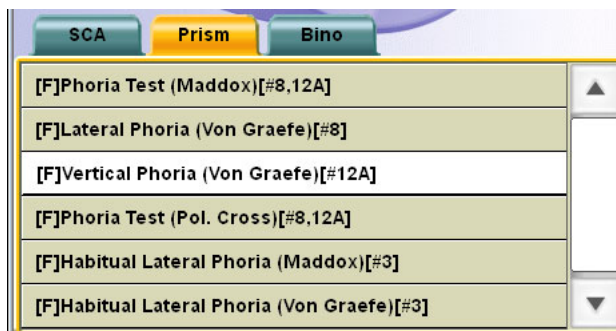 SCA Prism Bino
[F]Phoria Test (Maddox)[#8,12A]
[F]Lateral Phoria (Von Graefe)[#8]
[F]Vertical Phoria (Von Graefe)[#12A]
[F]Phoria Test (Pol. Cross)[#8,12A]
[F]Habitual Lateral Phoria (Maddox)[#3]
[F]Habitual Lateral Phoria (Von Graefe)[#3]